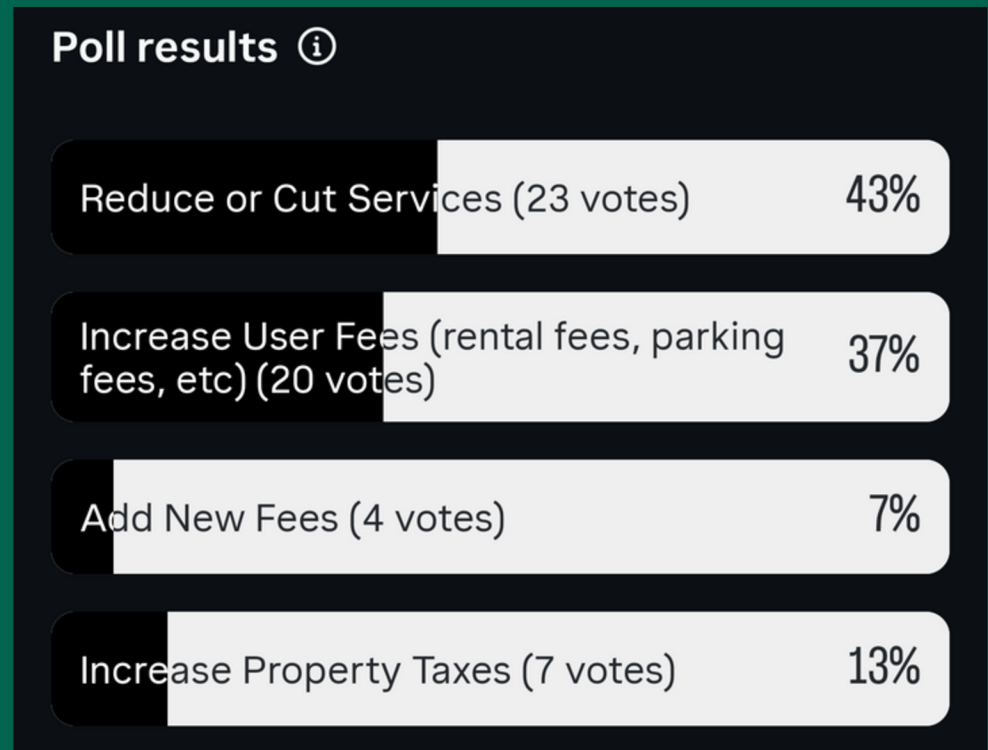 Poll results
Reduce or Cut Services (23 votes) 43%
Increase User Fees (rental fees, parking
fees, etc) (20 votes) 37%
Add New Fees (4 votes) 7%
Increase Property Taxes (7 votes) 13%